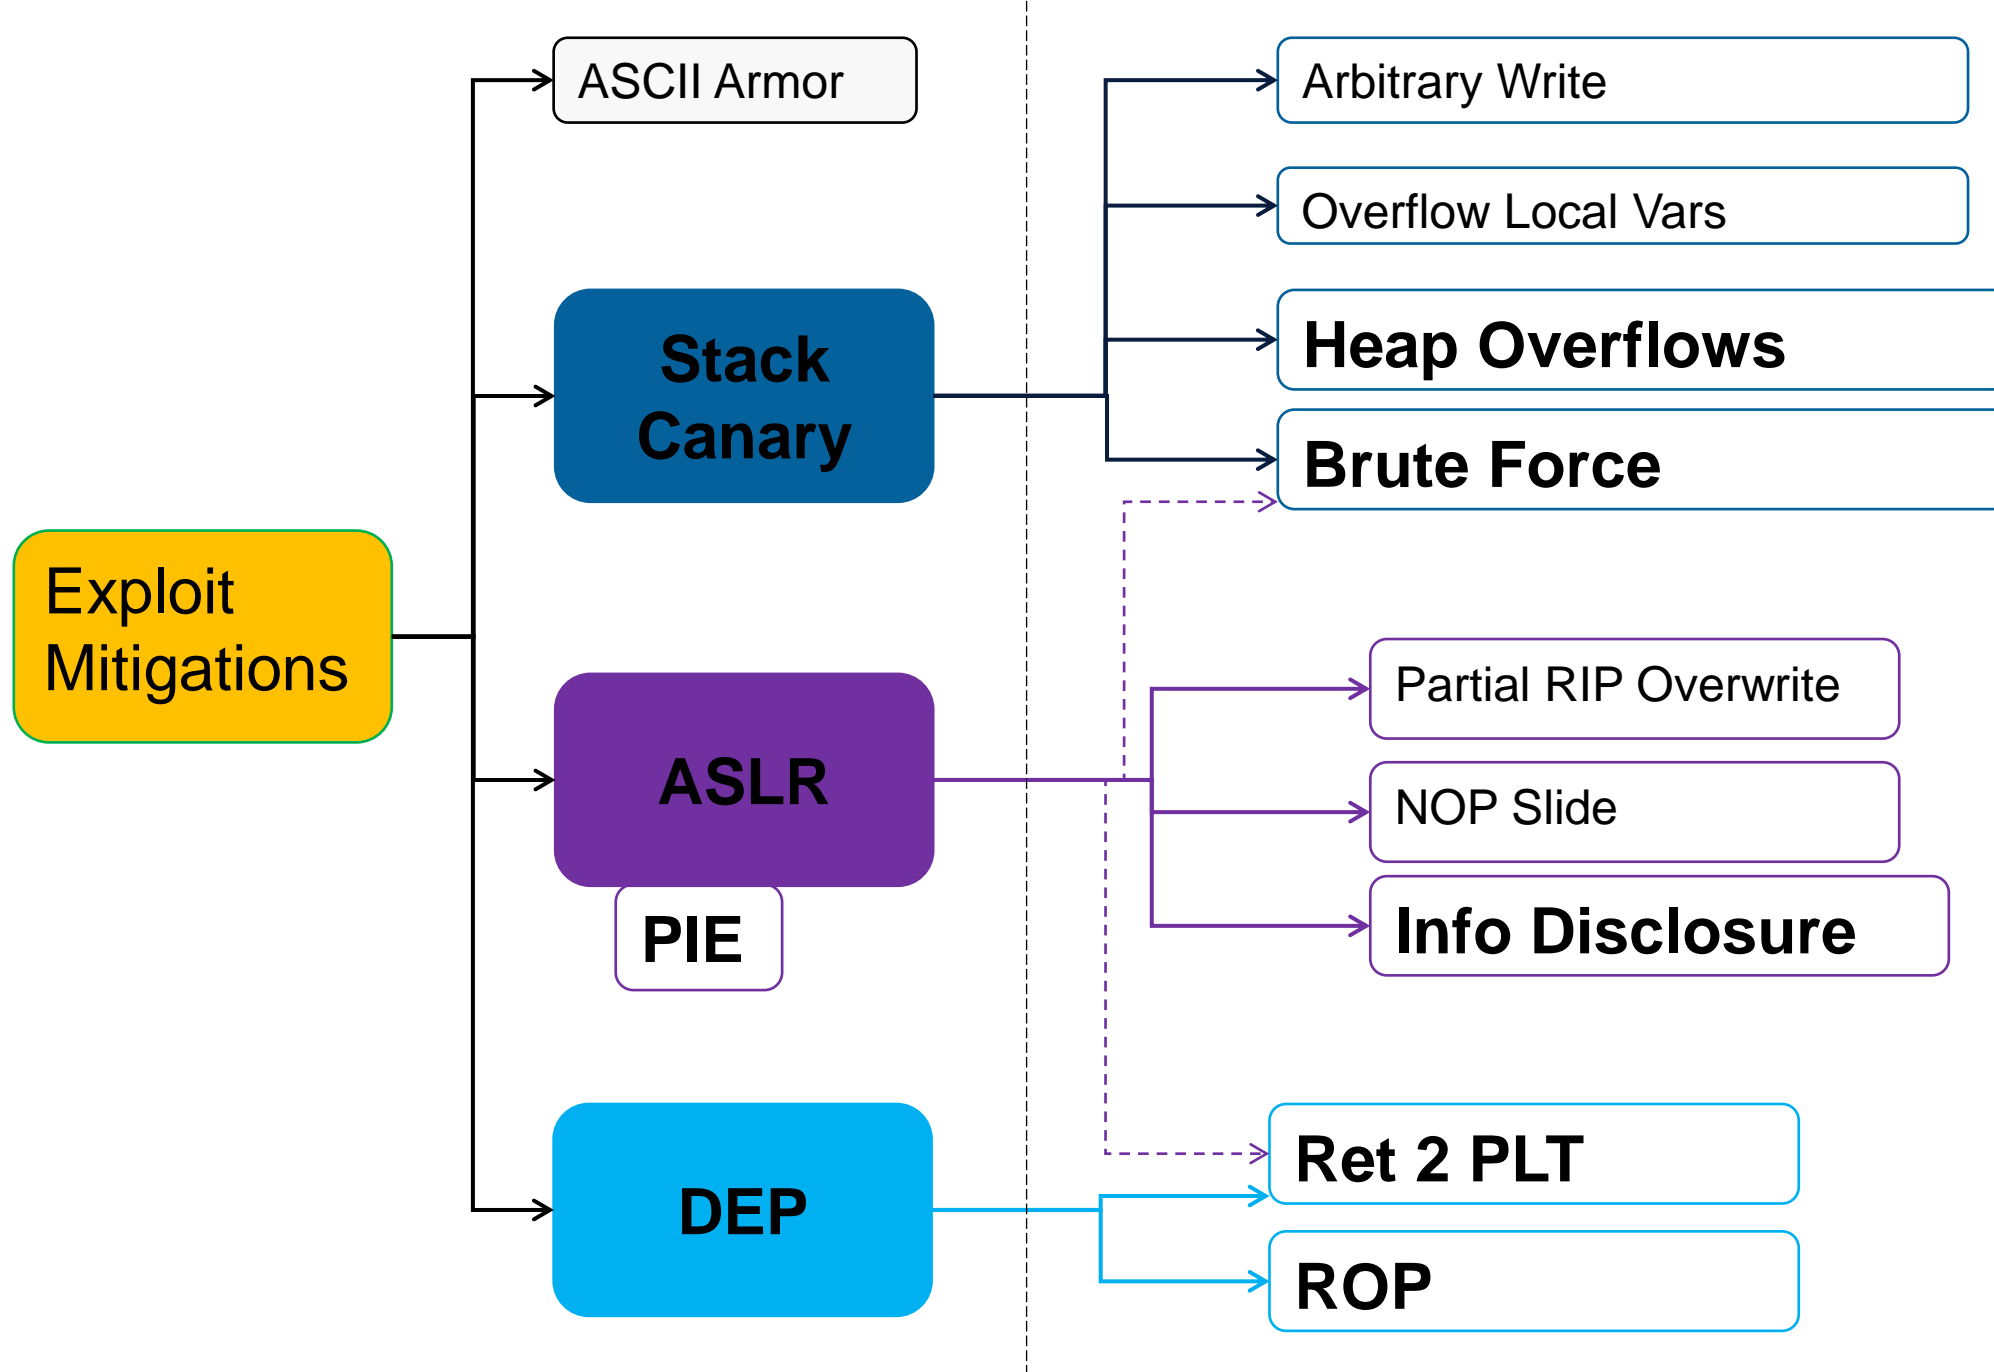 ASCII Armor
Arbitrary Write
Overflow Local Vars
Stack
Canary
Heap Overflows
Brute Force
Exploit
Mitigations
ASLR
PIE
Partial RIP Overwrite
NOP Slide
Info Disclosure
DEP
Ret 2 PLT
ROP